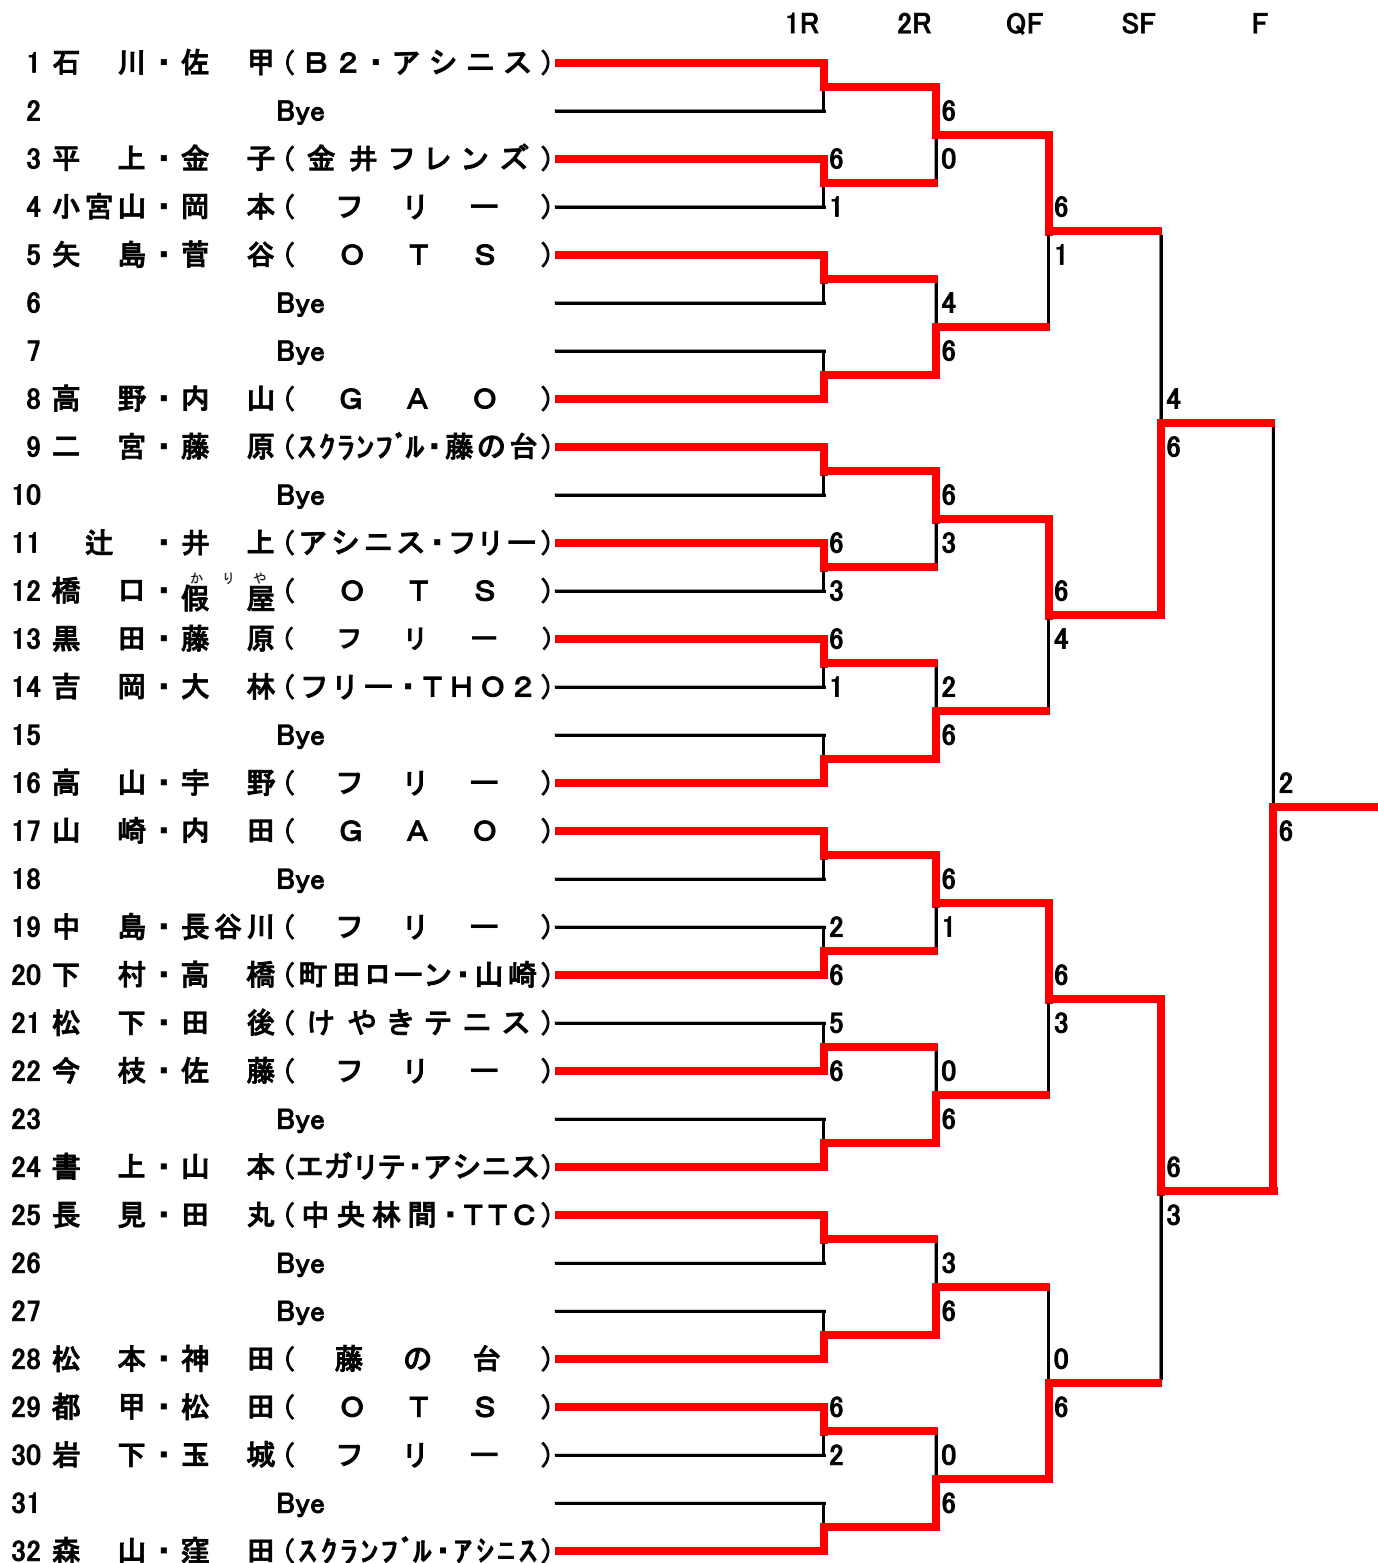 1R 2R QF SF F
1 石 川・佐 甲(B2・アシニス)
6
2 Bye
3 平 上・金 子(金井フレンズ) 6 0
4 小宮山・岡 本( フ リ ー ) 1 6
5 矢 島・菅 谷( O T S ) 1
6 Bye 4
7 Bye 6
8 高 野・内 山( G A O ) 4
9 二 宮・藤 原(スクランブル・藤の台) 6
10 Bye 6
11 辻 ・井 上(アシニス・フリー) 6 3
かりや
12 橋 口・假 屋( O T S ) 3 6
13 黒 田・藤 原( フ リ ー ) 6 4
14 吉 岡・大 林(フリー・THO2) 1 2
15 Bye 6
16 高 山・宇 野( フ リ ー ) 2
17 山 崎・内 田( G A O ) 6
18 Bye 6
19 中 島・長谷川( フ リ ー ) 2 1
20 下 村・高 橋(町田ローン・山崎) 6 6
21 松 下・田 後(けやきテニス) 5 3
22 今 枝・佐 藤( フ リ ー ) 6 0
23 Bye 6
24 書 上・山 本(エガリテ・アシニス) 6
25 長 見・田 丸(中央林間・TTC) 3
26 Bye 3
27 Bye 6
28 松 本・神 田( 藤 の 台 ) 0
29 都 甲・松 田( O T S ) 6 6
30 岩 下・玉 城( フ リ ー ) 2 0
31 Bye 6
32 森 山・窪 田(スクランブル・アシニス)